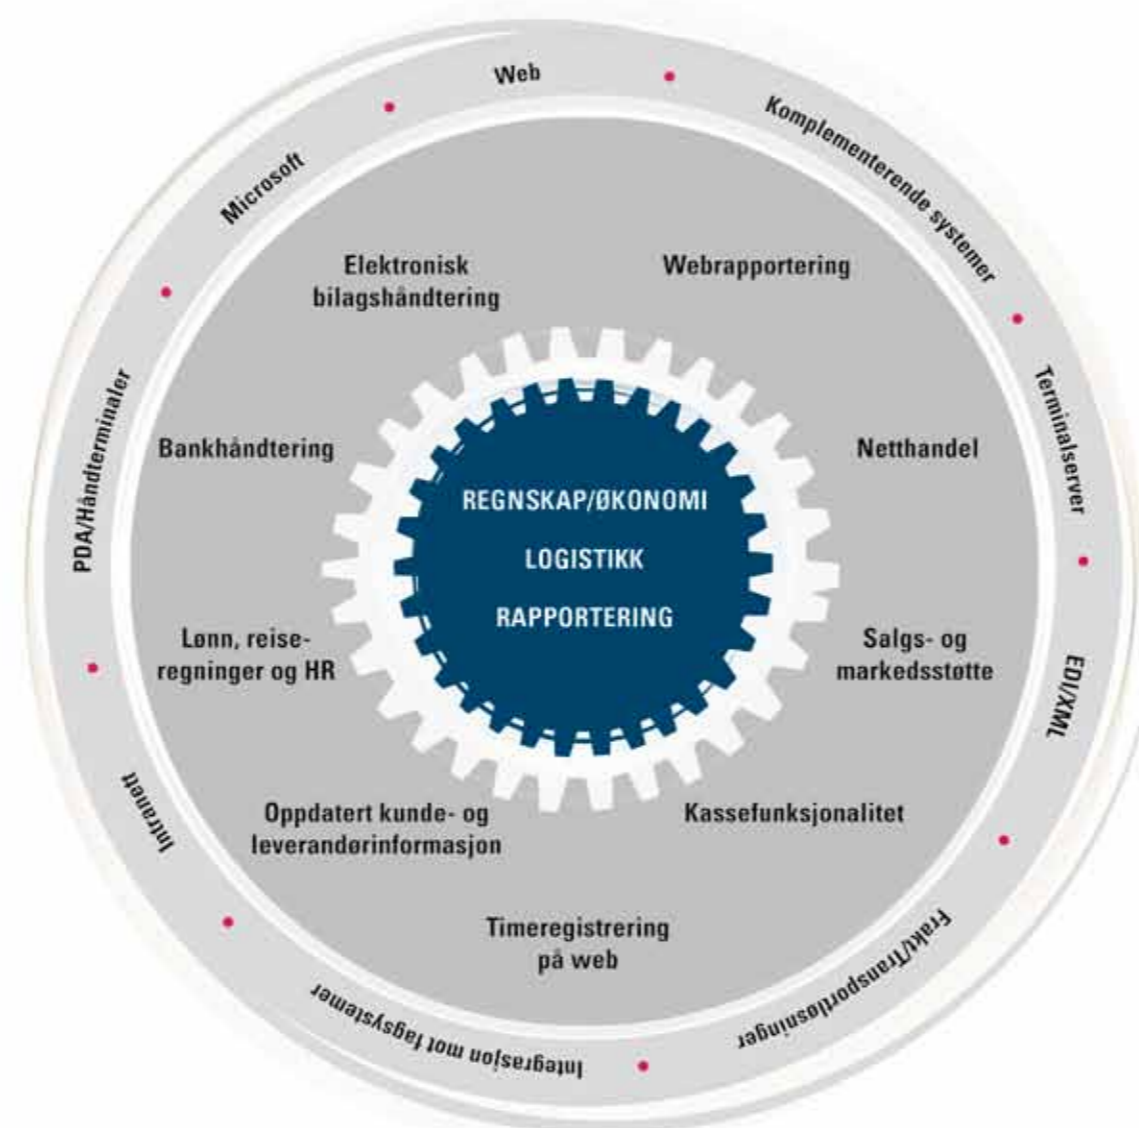 Web
Komplementerende systemer
Terminalserver
EDI/XML
Frakt/Transportløsninger
Integrasjon mot fagsystemer
Intranett
PDA/Håndterminaler
Microsoft
Elektronisk
bilagshåndtering
Webrapportering
Bankhåndtering
Netthandel
REGNSKAP/ØKONOMI
LOGISTIKK
RAPPORTERING
Lønn, reise-
regninger og HR
Salgs- og
markedsstøtte
Oppdatert kunde- og
leverandørinformasjon
Kassefunksjonalitet
Timeregistrering
på web